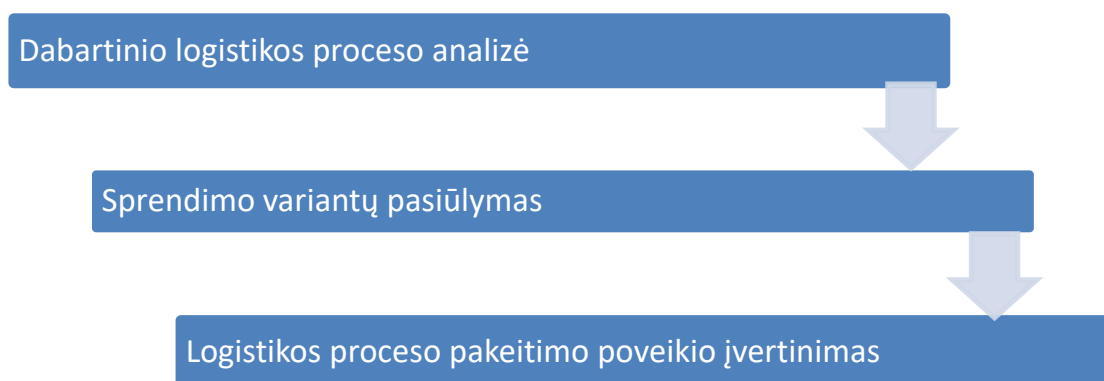 Dabartinio logistikos proceso analizė
Sprendimo variantų pasiūlymas
Logistikos proceso pakeitimo poveikio įvertinimas